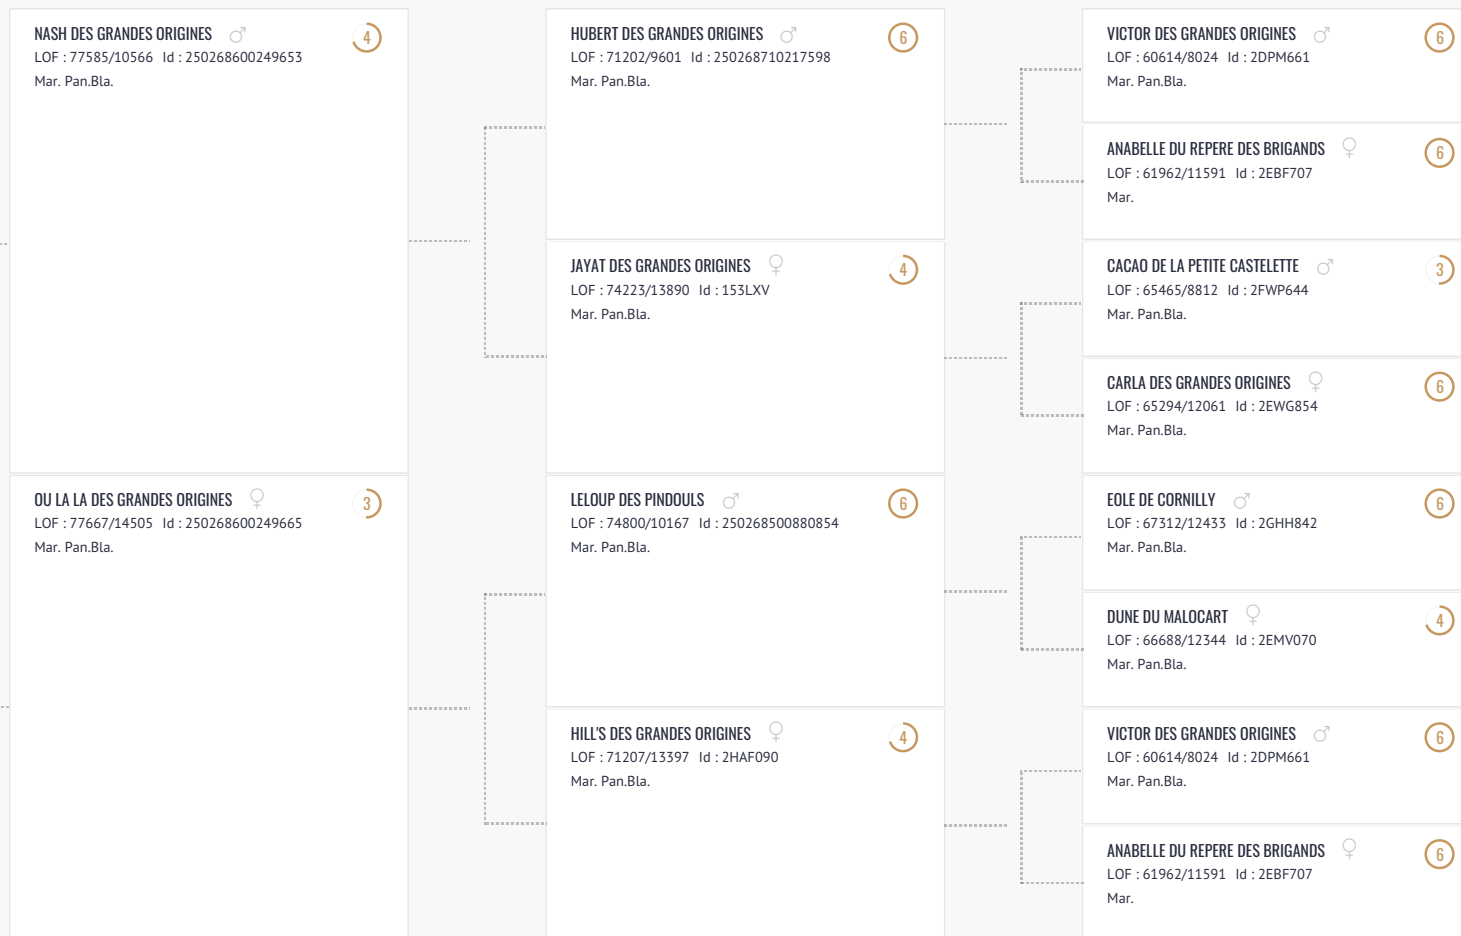 NASH DES GRANDES ORIGINES
4
LOF : 77585/10566 Id : 250268600249653
Mar. Pan.Bla.
OU LA LA DES GRANDES ORIGINES
3
LOF : 77667/14505 Id : 250268600249665
Mar. Pan.Bla.
HUBERT DES GRANDES ORIGINES
6
LOF : 71202/9601 Id : 250268710217598
Mar. Pan.Bla.
JAYAT DES GRANDES ORIGINES
4
LOF : 74223/13890 Id : 153LXV
Mar. Pan.Bla.
LELOUP DES PINDOULS
6
LOF : 74800/10167 Id : 250268500880854
Mar. Pan.Bla.
HILL'S DES GRANDES ORIGINES
4
LOF : 71207/13397 Id : 2HAF090
Mar. Pan.Bla.
VICTOR DES GRANDES ORIGINES
6
LOF : 60614/8024 Id : 2DPM661
Mar. Pan.Bla.
ANABELLE DU REPERE DES BRIGANDS
6
LOF : 61962/11591 Id : 2EBF707
Mar.
CACAO DE LA PETITE CASTELETTE
3
LOF : 65465/8812 Id : 2FWP644
Mar. Pan.Bla.
CARLA DES GRANDES ORIGINES
6
LOF : 65294/12061 Id : 2EWG854
Mar. Pan.Bla.
EOLE DE CORNILLY
6
LOF : 67312/12433 Id : 2GHH842
Mar. Pan.Bla.
DUNE DU MALOCART
4
LOF : 66688/12344 Id : 2EMV070
Mar. Pan.Bla.
VICTOR DES GRANDES ORIGINES
6
LOF : 60614/8024 Id : 2DPM661
Mar. Pan.Bla.
ANABELLE DU REPERE DES BRIGANDS
6
LOF : 61962/11591 Id : 2EBF707
Mar.